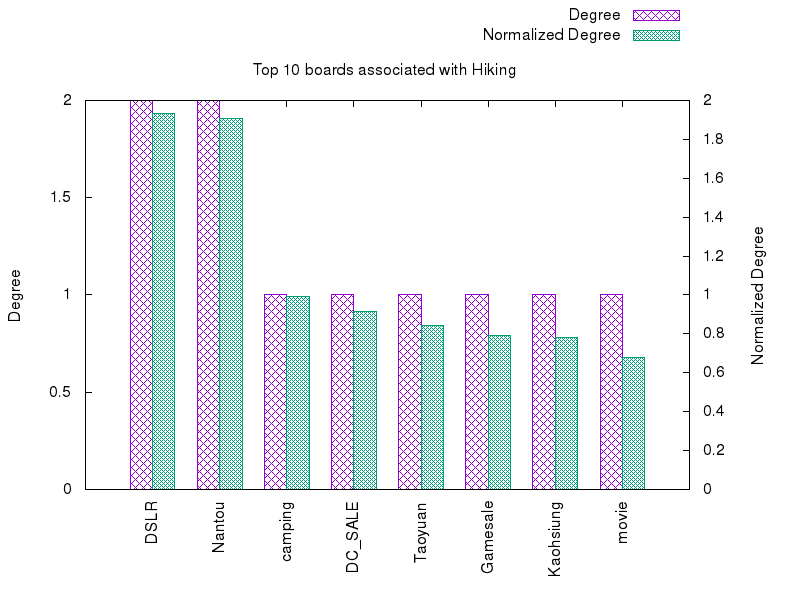 Degree
Normalized Degree
Top 10 boards associated with Hiking
2
1.5
1
0.5
0
Degree
2
1.8
1.6
1.4
1.2
1
0.8
0.6
0.4
0.2
0
Normalized Degree
DSLR
Nantou
camping
DC_SALE
Taoyuan
Gamesale
Kaohsiung
movie